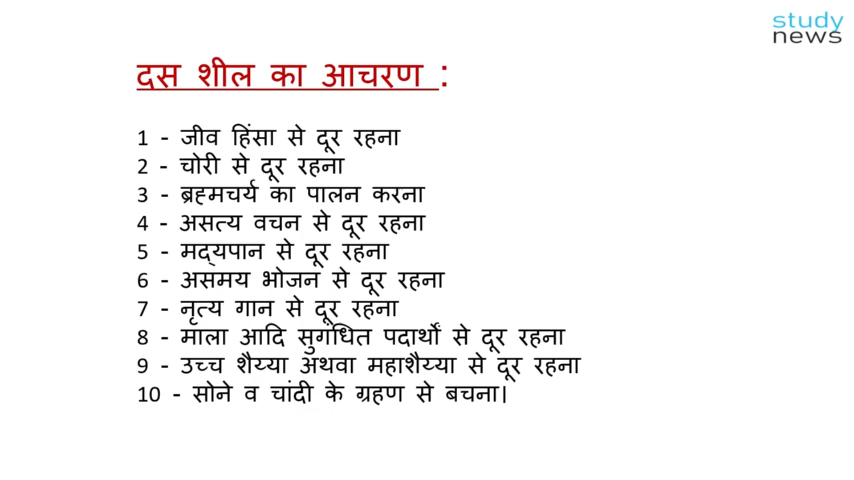 study
news
दस शील का आचरण :
1 - जीव हिंसा से दूर रहना
2 - चोरी से दूर रहना
3 - ब्रह्मचर्य का पालन करना
4 - असत्य वचन से दूर रहना
5 - मद्‌यपान से दूर रहना
6 - असमय भोजन से दूर रहना
7 - नृत्य गान से दूर रहना
8 - माला आदि सुगंधित पदार्थों से दूर रहना
9 - उच्च शैय्या अथवा महाशैय्या से दूर रहना
10 - सोने व चांदी के ग्रहण से बचना।